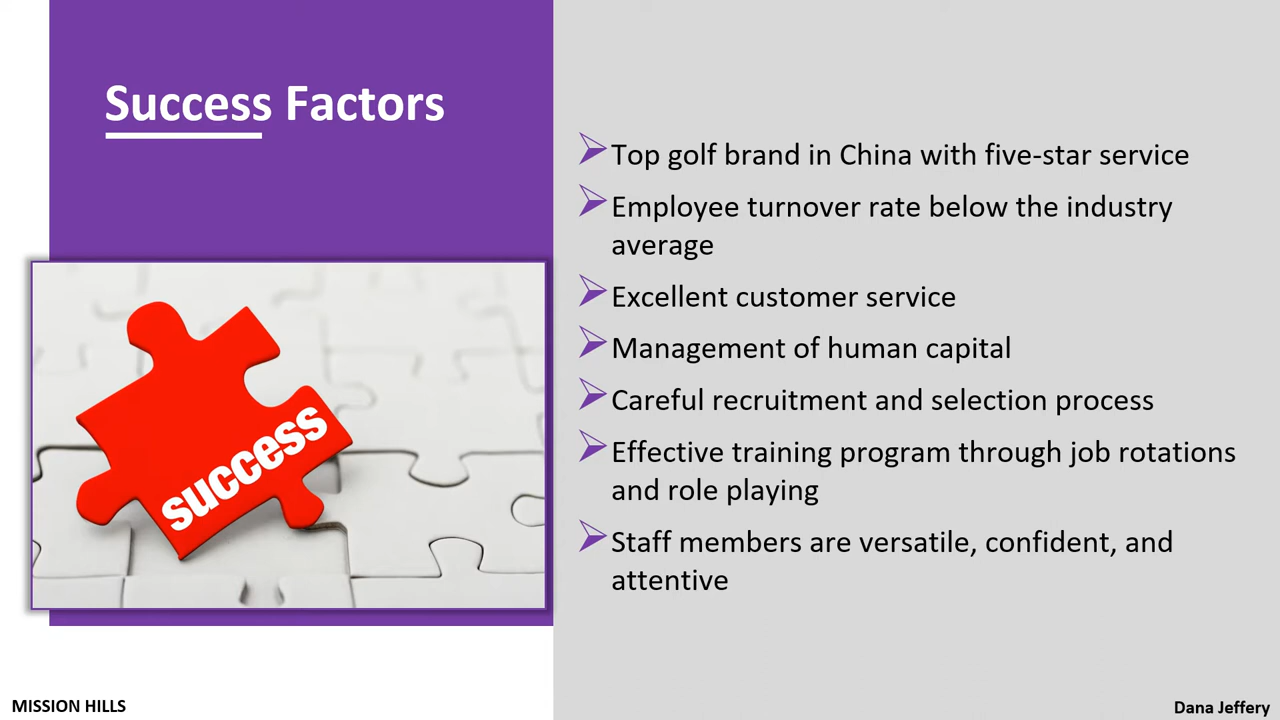 Success Factors
success
Top golf brand in China with five-star service
Employee turnover rate below the industry
average
Excellent customer service
Management of human capital
Careful recruitment and selection process
Effective training program through job rotations
and role playing
Staff members are versatile, confident, and
attentive
MISSION HILLS
Dana Jeffery